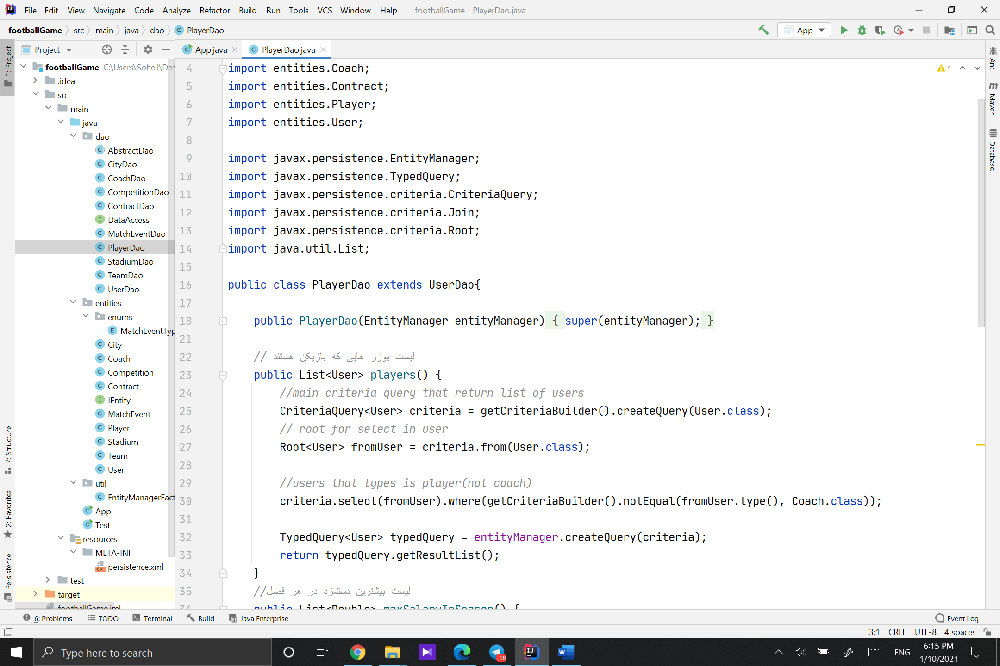 File Edit View Navigate Code Analyze Refactor Build Run Tools VCS Window Help footballGame - PlayerDao.java
footballGame src main java dao PlayerDao App
1: Project
Project
footballGame C:\Users\Soheil\Des
.idea
src
main
java
dao
AbstractDao
CityDao
CoachDao
CompetitionDao
ContractDao
DataAccess
MatchEventDao
PlayerDao
StadiumDao
TeamDao
UserDao
entities
enums
MatchEventTyp
City
Coach
Competition
Contract
IEntity
MatchEvent
Player
Stadium
Team
User
util
EntityManagerFact
App
Test
resources
META-INF
persistence.xml
test
target
footballGame.iml
7: Structure
2: Favorites
Persistence
App.java PlayerDao.java
1
4 import entities.Coach;
5 import entities.Contract;
6 import entities.Player;
7 import entities.User;
8
9 import javax.persistence.EntityManager;
10 import javax.persistence.TypedQuery;
11 import javax.persistence.criteria.CriteriaQuery;
12 import javax.persistence.criteria.Join;
13 import javax.persistence.criteria.Root;
14 import java.util.List;
15
16 public class PlayerDao extends UserDao{
17
18 public PlayerDao(EntityManager entityManager) { super(entityManager); }
21
22 // لیست یوزر هایی که بازیکن هستند
23 public List<User> players() {
24 //main criteria query that return list of users
25 CriteriaQuery<User> criteria = getCriteriaBuilder().createQuery(User.class);
26 // root for select in user
27 Root<User> fromUser = criteria.from(User.class);
28
29 //users that types is player(not coach)
30 criteria.select(fromUser).where(getCriteriaBuilder().notEqual(fromUser.type(), Coach.class));
31
32 TypedQuery<User> typedQuery = entityManager.createQuery(criteria);
33 return typedQuery.getResultList();
34 }
35 //لیست بیشترین دستمزد در هر فصل
36 public List<Double> maxSalaryInSeason() {
Ant
Maven
Database
6: Problems TODO Terminal Build Java Enterprise Event Log
3:1 CRLF UTF-8 4 spaces
Type here to search
..58
ENG
6:15 PM
1/10/2021